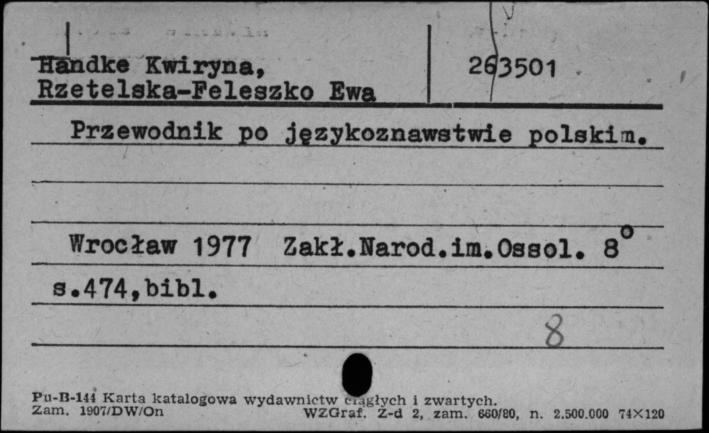 Handke Kwiryna,
263501
Rzetelska-Feleszko Ewa
Przewodnik po językoznawstwie polskim.
Wrocław 1977 Zakł.Narod.im.Ossol. 8°
s.474,bibl.
8
Pu-B-144 Karta katalogowa wydawnictw ciągłych i zwartych.
Zam. 1907/DW/On WZGraf. Z-d 2, zam. 660/80, n. 2.500.000 74×120